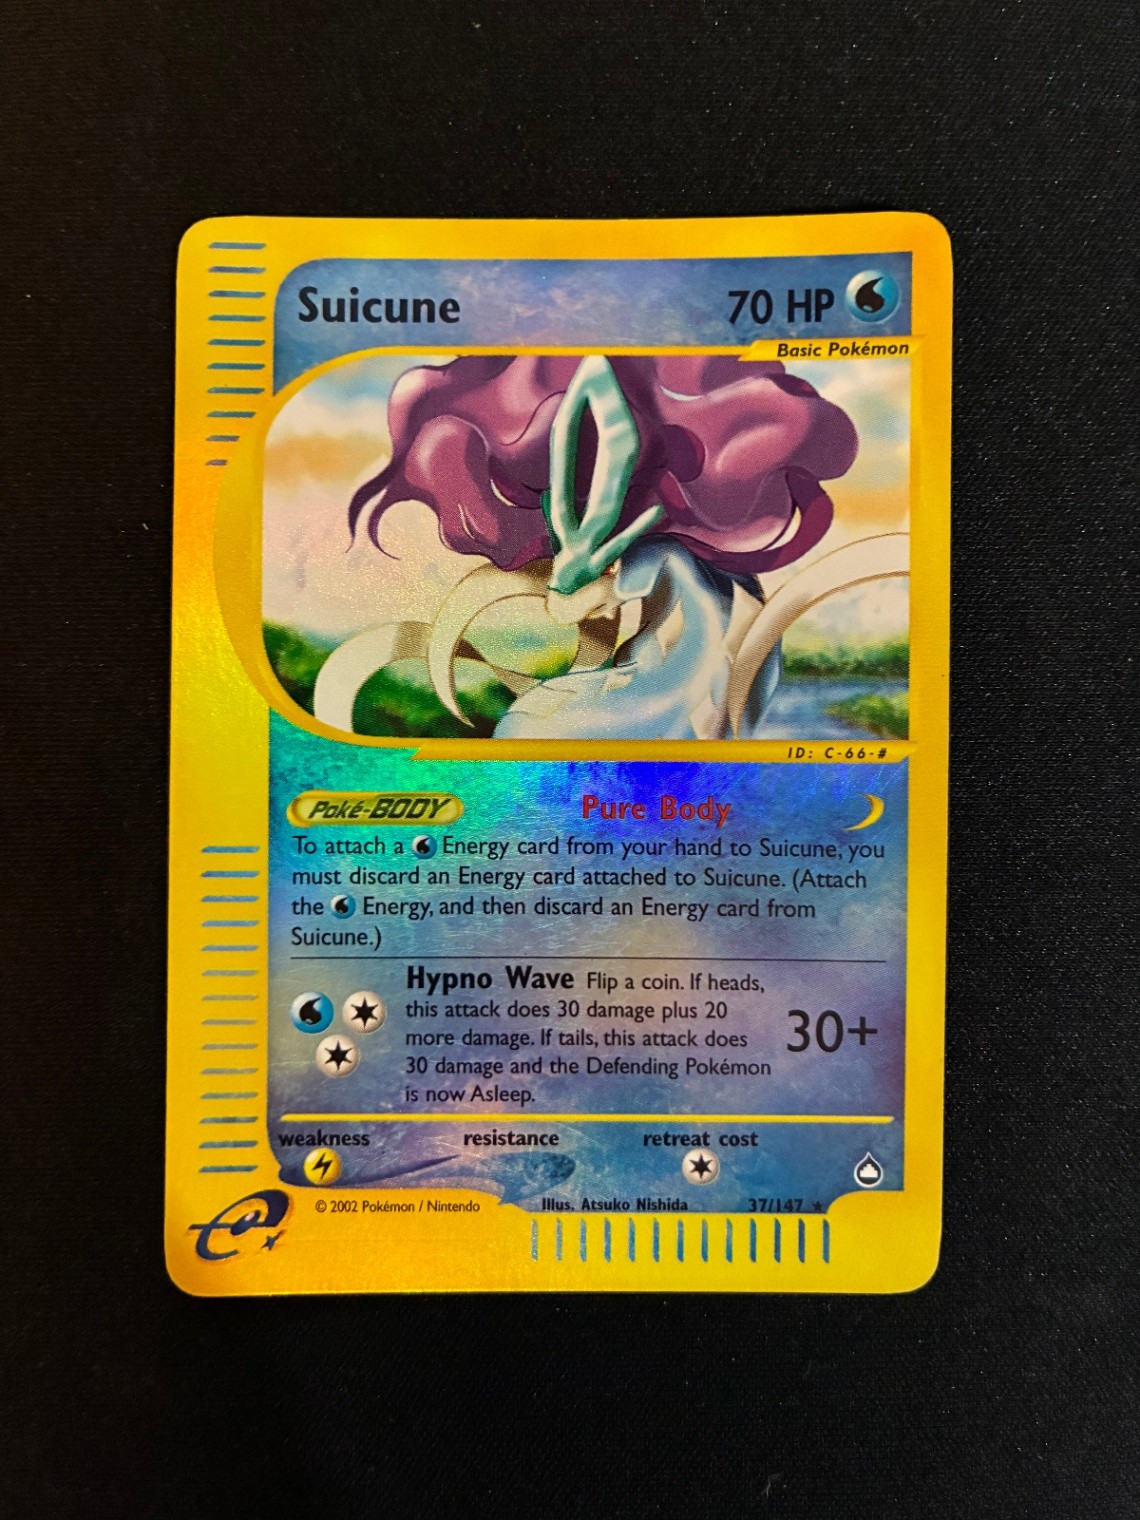 Suicune 70 HP
Basic Pokémon
ID: C-66-#
Poké-BODY Pure Body
To attach a Energy card from your hand to Suicune, you
must discard an Energy card attached to Suicune. (Attach
the Energy, and then discard an Energy card from
Suicune.)
Hypno Wave Flip a coin. If heads,
this attack does 30 damage plus 20
more damage. If tails, this attack does
30 damage and the Defending Pokémon
is now Asleep.
30+
weakness resistance retreat cost
© 2002 Pokémon / Nintendo Illus. Atsuko Nishida 37/147 ★